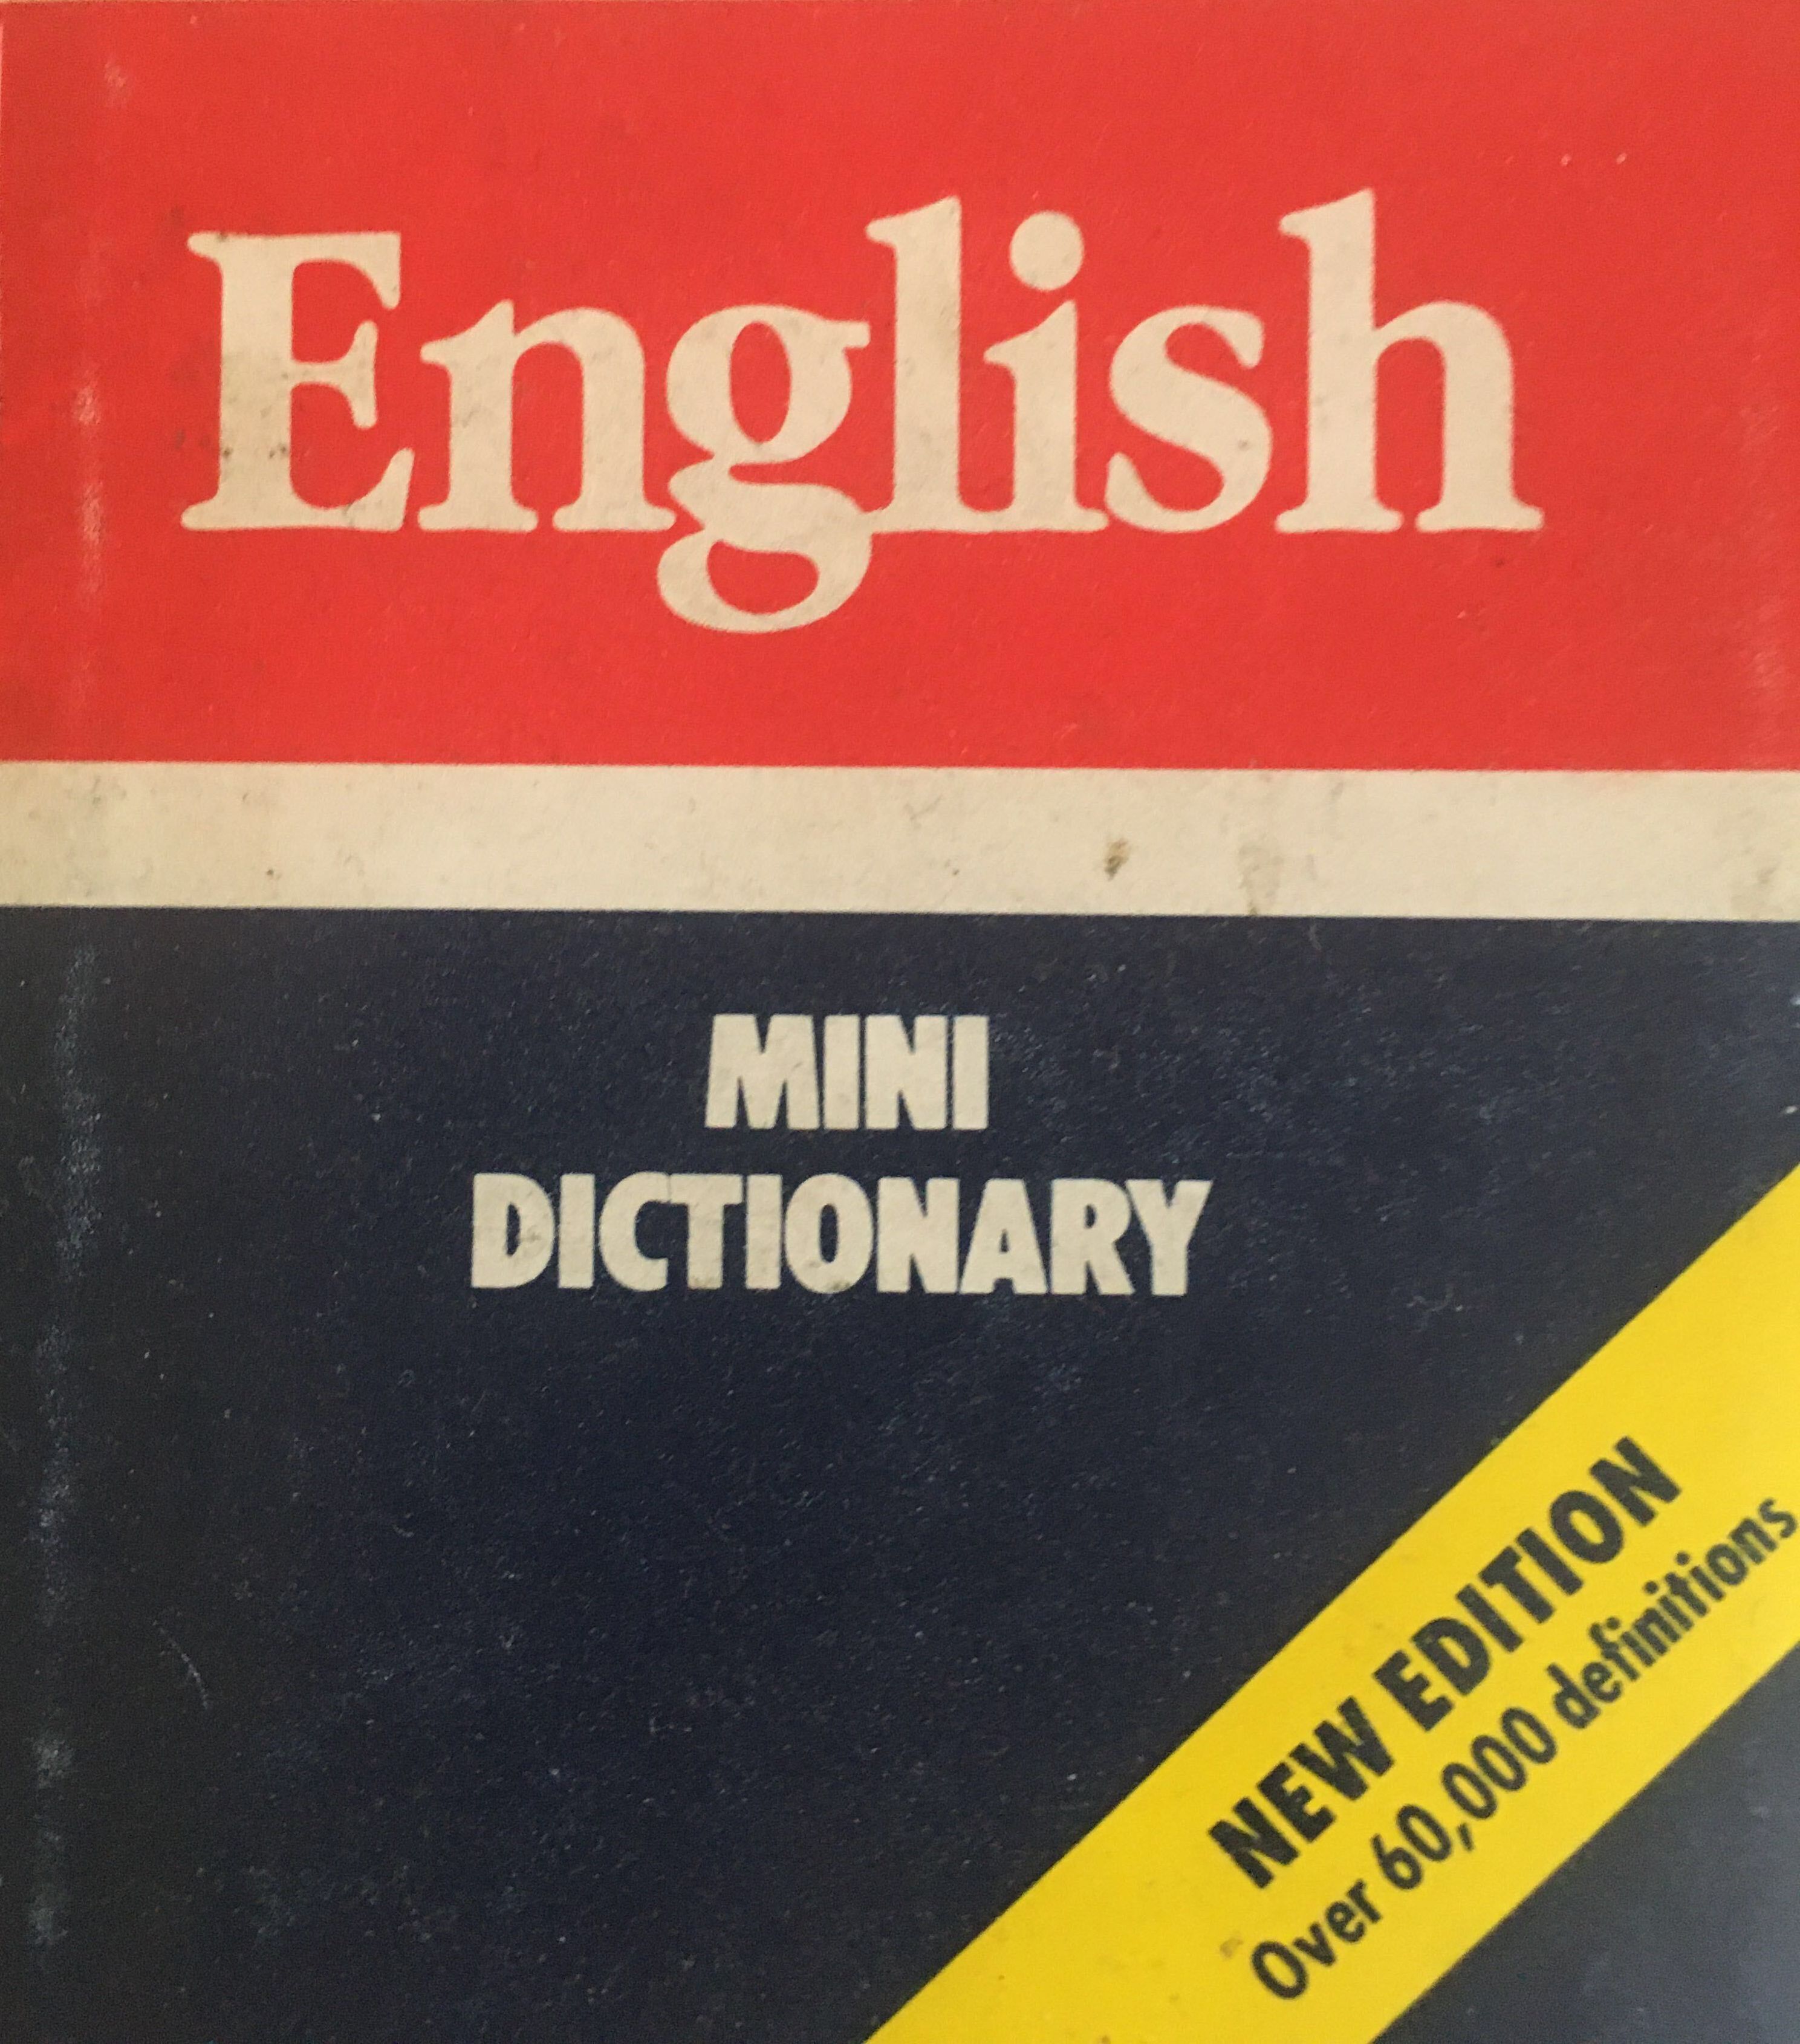 English
MINI
DICTIONARY
NEW EDITION
Over 60,000 definitions